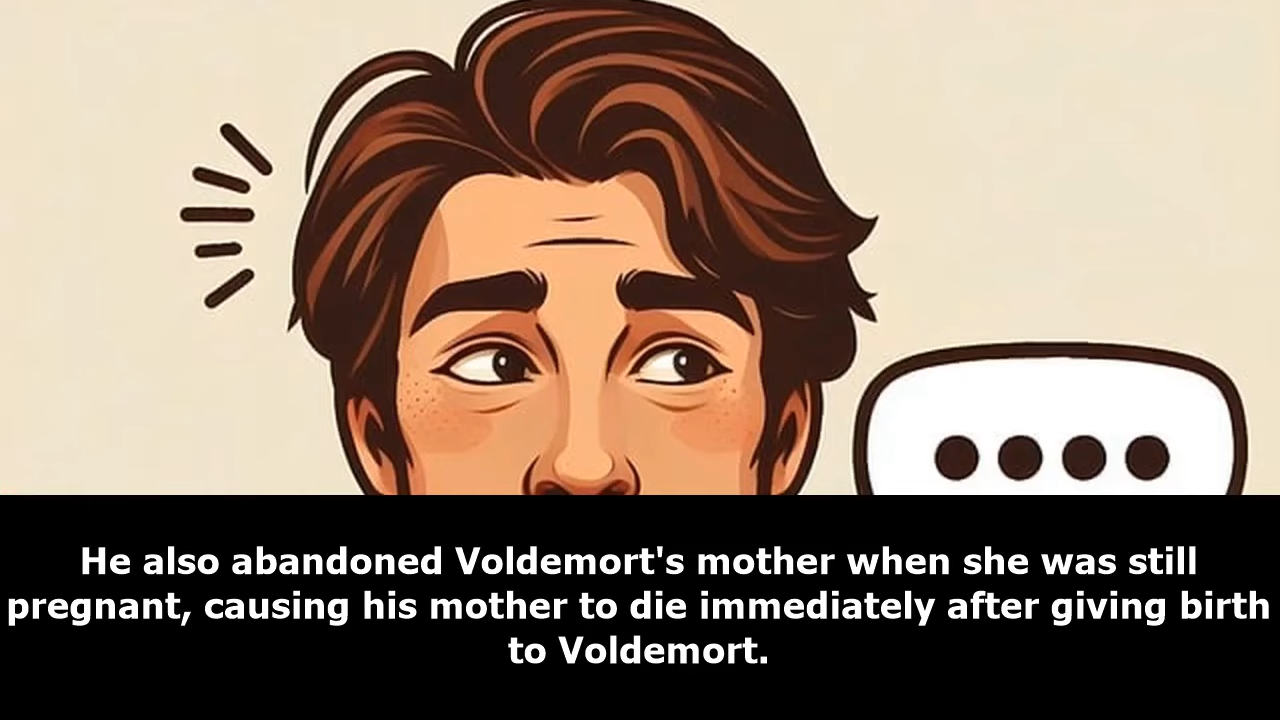 He also abandoned Voldemort's mother when she was still
pregnant, causing his mother to die immediately after giving birth
to Voldemort.